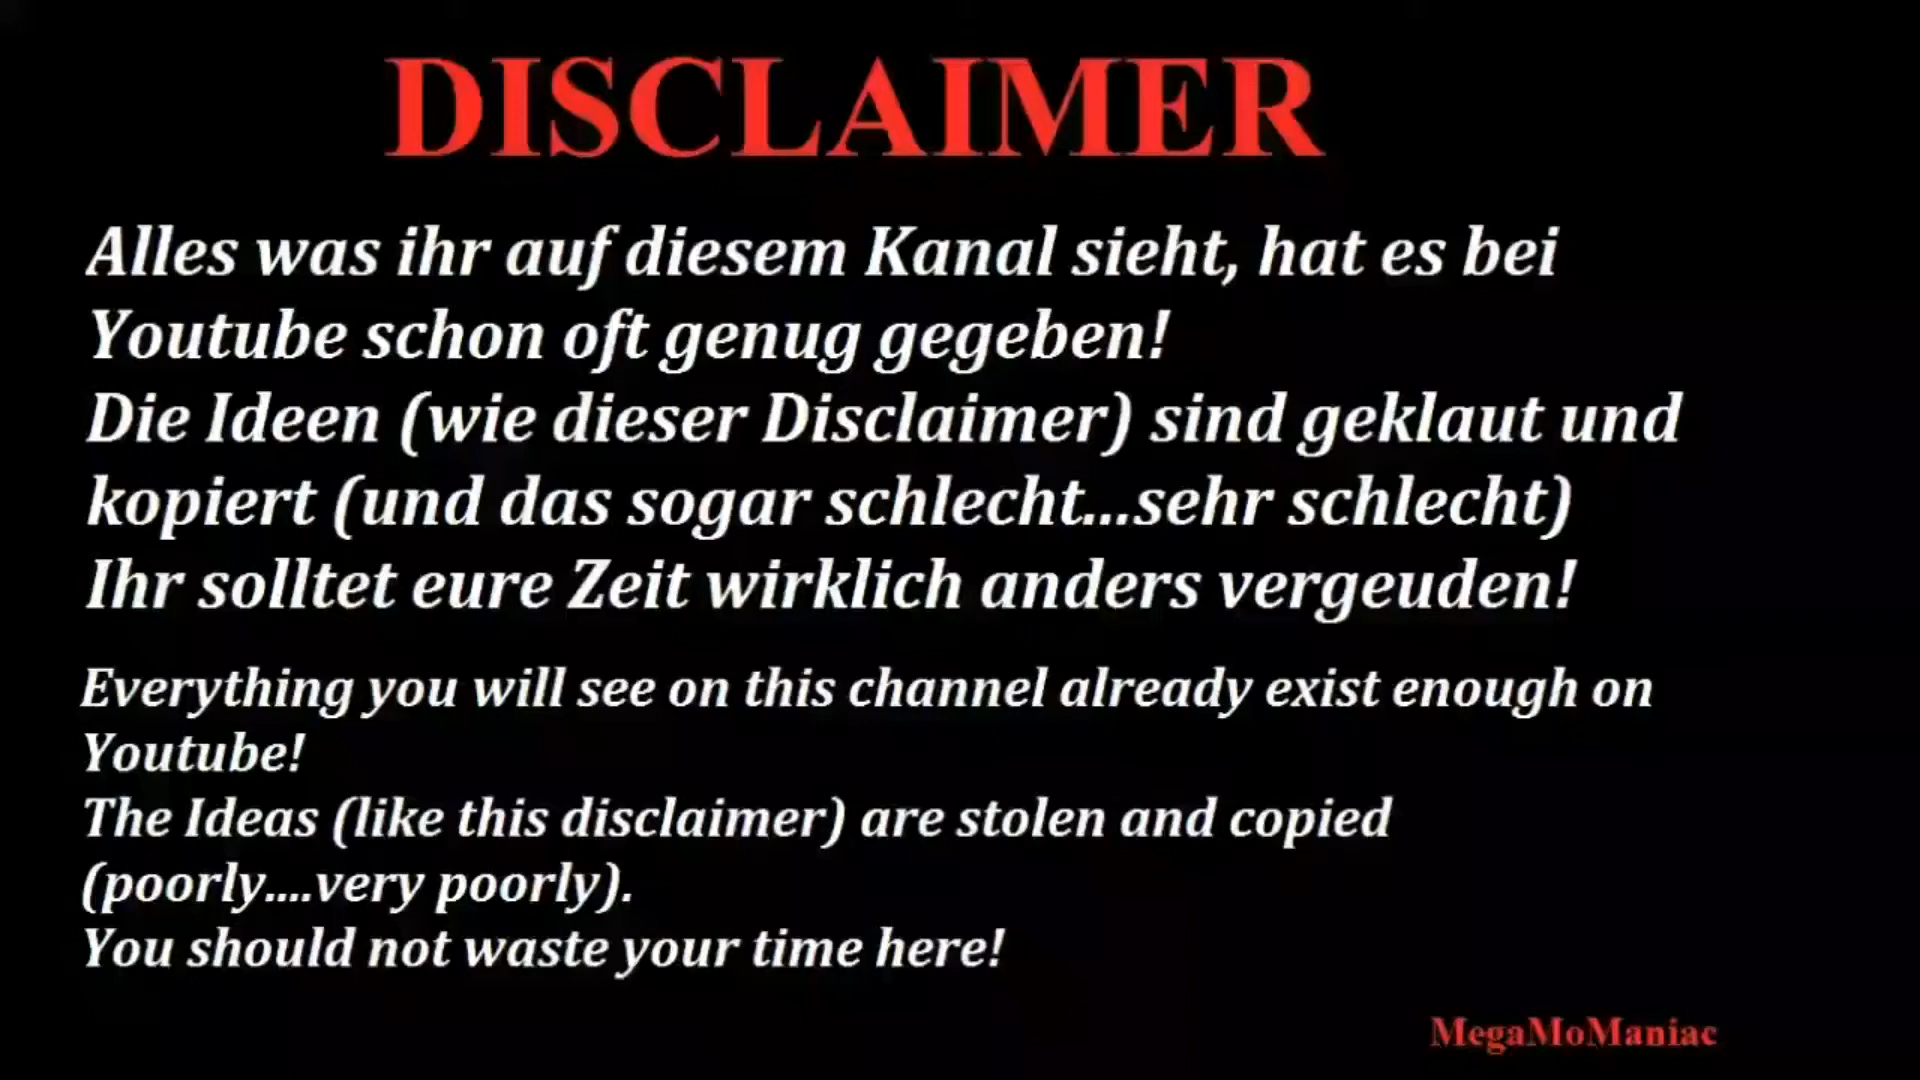 DISCLAIMER
Alles was ihr auf diesem Kanal sieht, hat es bei
Youtube schon oft genug gegeben!
Die Ideen (wie dieser Disclaimer) sind geklaut und
kopiert (und das sogar schlecht...sehr schlecht)
Ihr solltet eure Zeit wirklich anders vergeuden!
Everything you will see on this channel already exist enough on
Youtube!
The Ideas (like this disclaimer) are stolen and copied
(poorly....very poorly).
You should not waste your time here!
MegaMoManiac